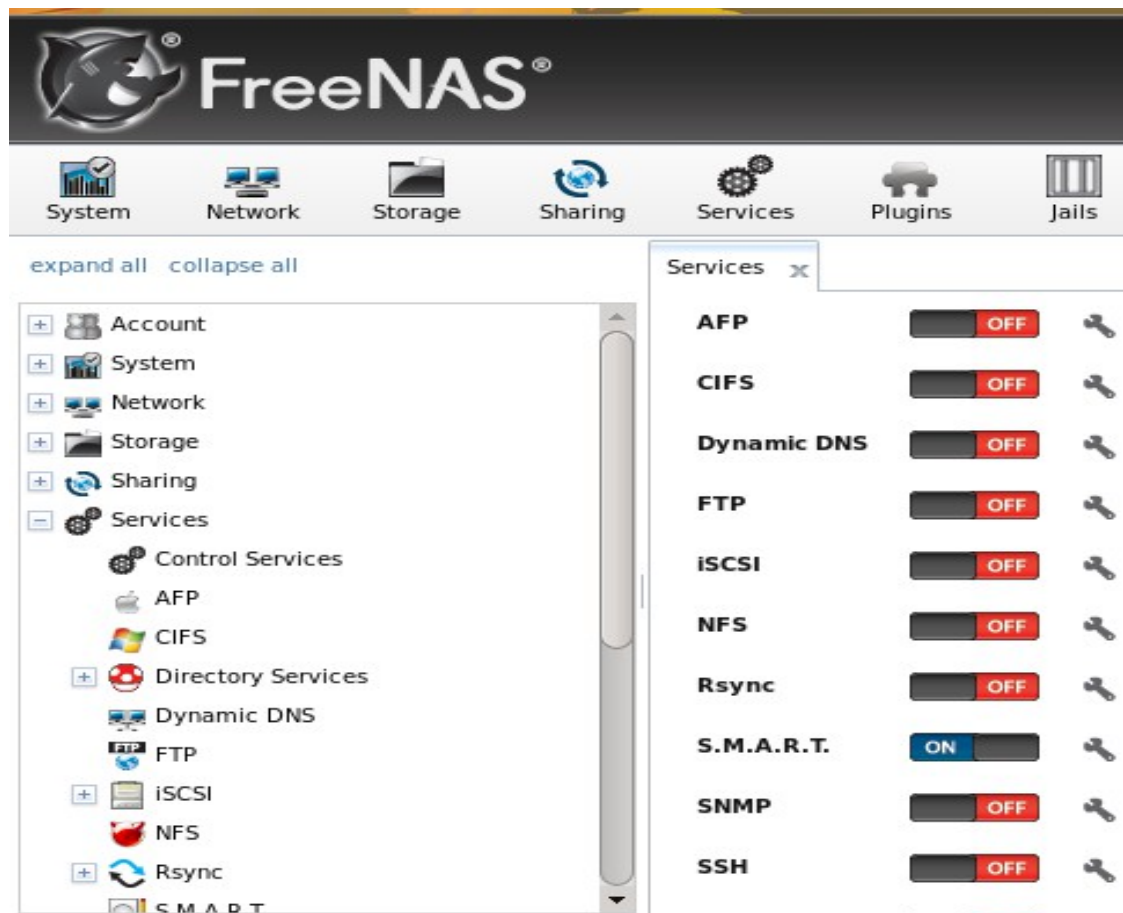 FreeNAS®
System Network Storage Sharing Services Plugins Jails
expand all collapse all
Account
System
Network
Storage
Sharing
Services
Control Services
AFP
CIFS
Directory Services
Dynamic DNS
FTP
iSCSI
NFS
Rsync
S.M.A.R.T.
Services x
AFP OFF
CIFS OFF
Dynamic DNS OFF
FTP OFF
iSCSI OFF
NFS OFF
Rsync OFF
S.M.A.R.T. ON
SNMP OFF
SSH OFF